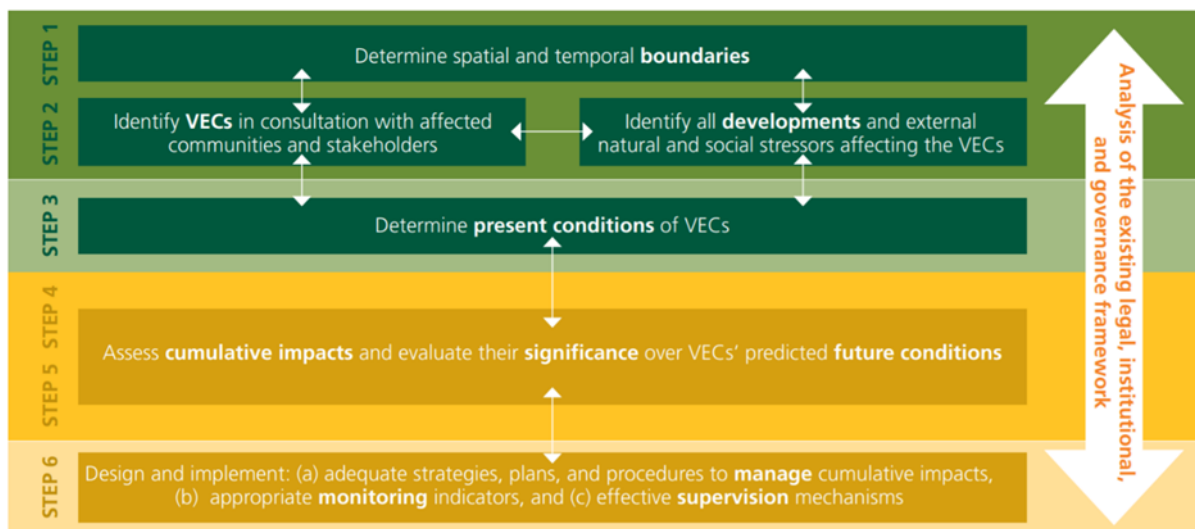 STEP 1
Determine spatial and temporal boundaries
STEP 2
Identify VECs in consultation with affected
communities and stakeholders
Identify all developments and external
natural and social stressors affecting the VECs
STEP 3
Determine present conditions of VECs
STEP 4
STEP 5
Assess cumulative impacts and evaluate their significance over VECs’ predicted future conditions
STEP 6
Design and implement: (a) adequate strategies, plans, and procedures to manage cumulative impacts,
(b) appropriate monitoring indicators, and (c) effective supervision mechanisms
Analysis of the existing legal, institutional,
and governance framework